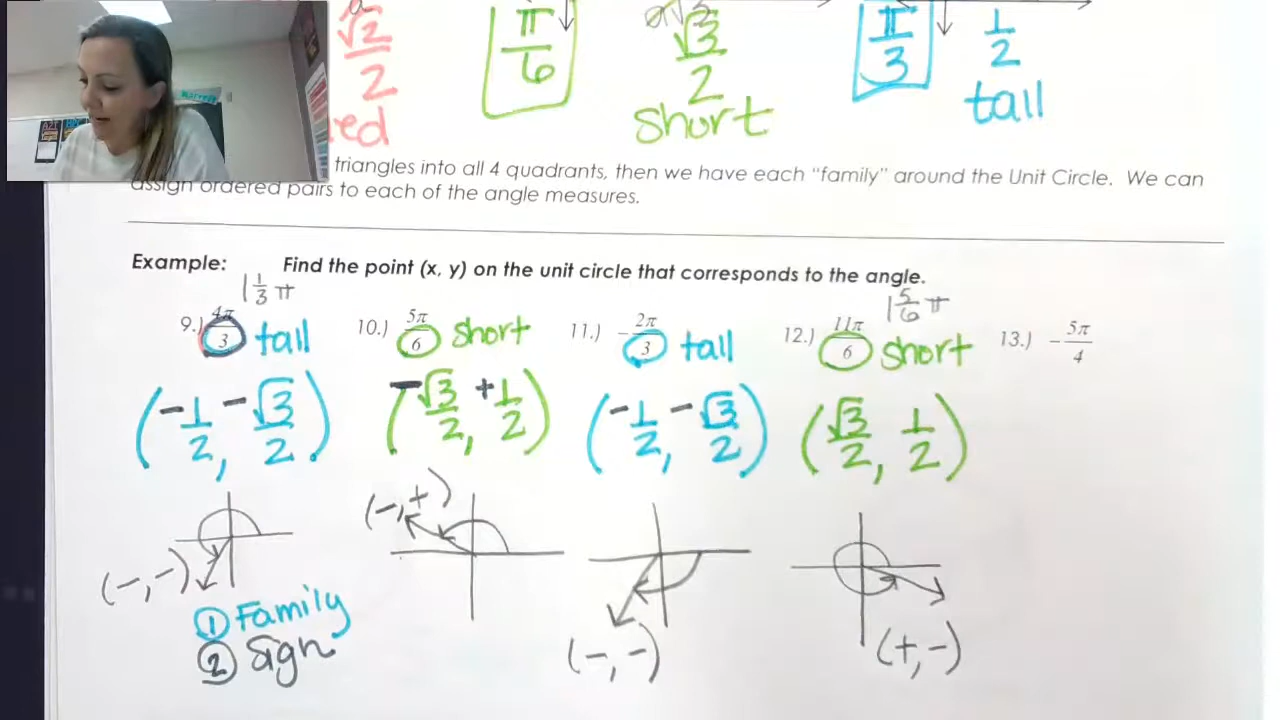 √2/2
π/6
√3/2
π/3
1/2
short
tall
triangles into all 4 quadrants, then we have each “family” around the Unit Circle. We can
assign ordered pairs to each of the angle measures.
Example: Find the point (x, y) on the unit circle that corresponds to the angle.
1 1/3 π
1 5/6 π
9.) 4π/3 tall
10.) 5π/6 short
11.) -2π/3 tall
12.) 11π/6 short
13.) -5π/4
(-1/2, -√3/2)
(-√3/2, +1/2)
(-1/2, -√3/2)
(√3/2, 1/2)
(-,+)
(-,-)
(-,-)
(+,-)
① Family
② Sign